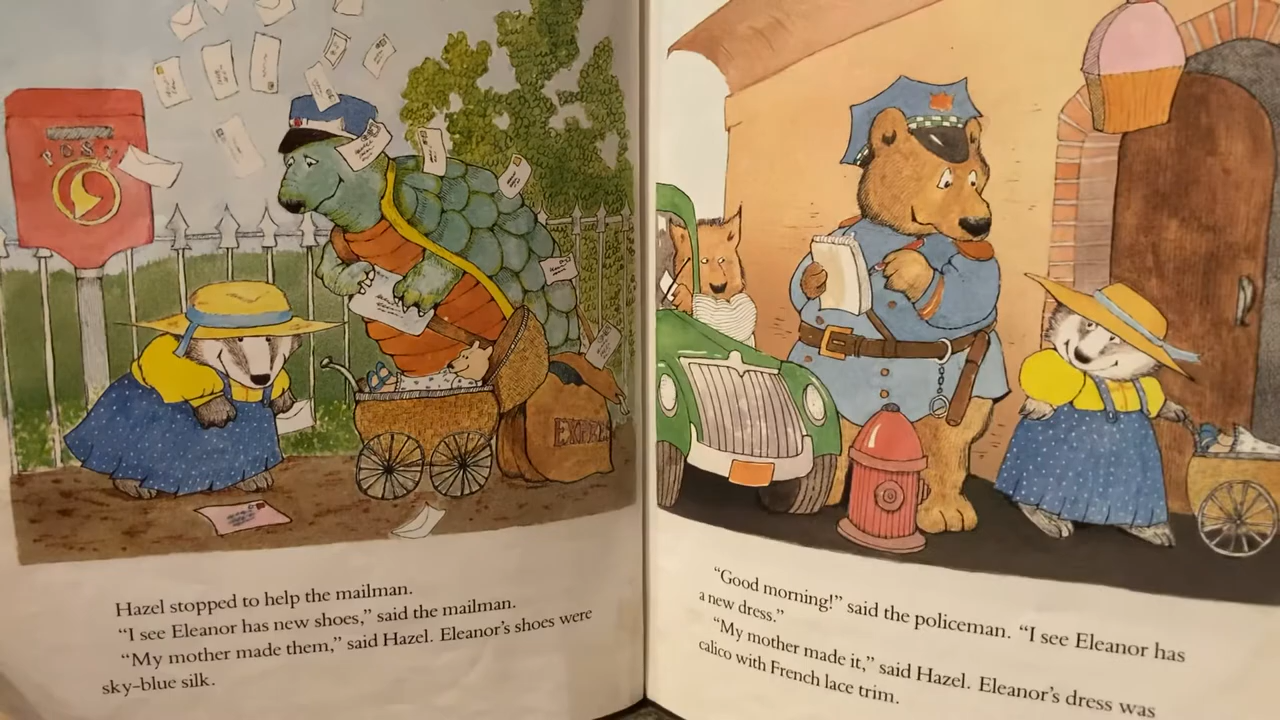 POST
Hazel stopped to help the mailman.
“I see Eleanor has new shoes,” said the mailman.
“My mother made them,” said Hazel. Eleanor’s shoes were
sky-blue silk.
“Good morning!” said the policeman. “I see Eleanor has
a new dress.”
“My mother made it,” said Hazel. Eleanor’s dress was
calico with French lace trim.